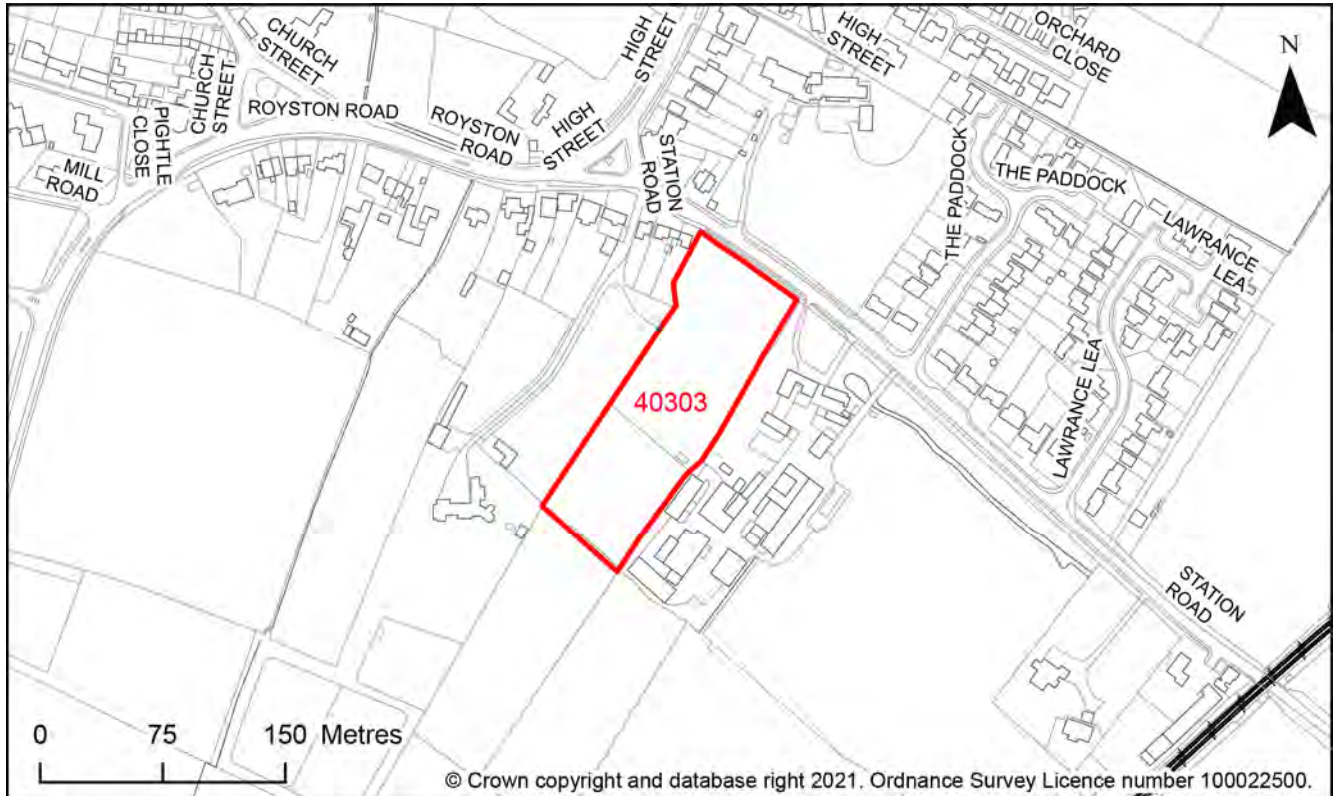 CHURCH
STREET
HIGH
STREET
HIGH
STREET
ORCHARD
CLOSE
N
CHURCH
STREET
ROYSTON ROAD
ROYSTON
ROAD
HIGH
STREET
PIGHTLE
CLOSE
MILL
ROAD
STATION
ROAD
THE PADDOCK
THE PADDOCK
LAWRANCE
LEA
LAWRANCE LEA
40303
STATION
ROAD
0 75 150 Metres
© Crown copyright and database right 2021. Ordnance Survey Licence number 100022500.